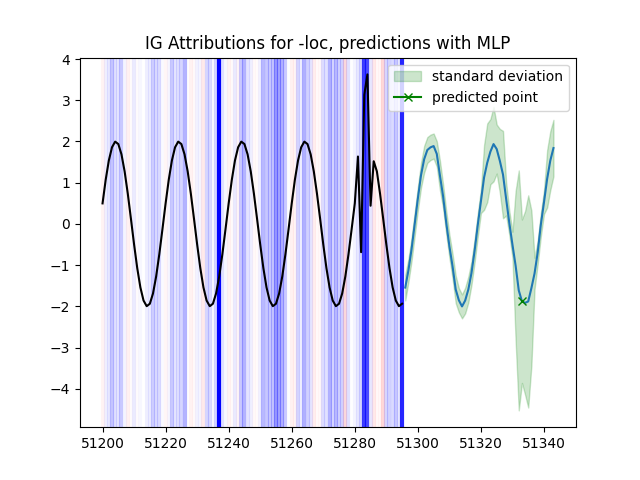 IG Attributions for -loc, predictions with MLP
standard deviation
predicted point
4
3
2
1
0
−1
−2
−3
−4
51200 51220 51240 51260 51280 51300 51320 51340